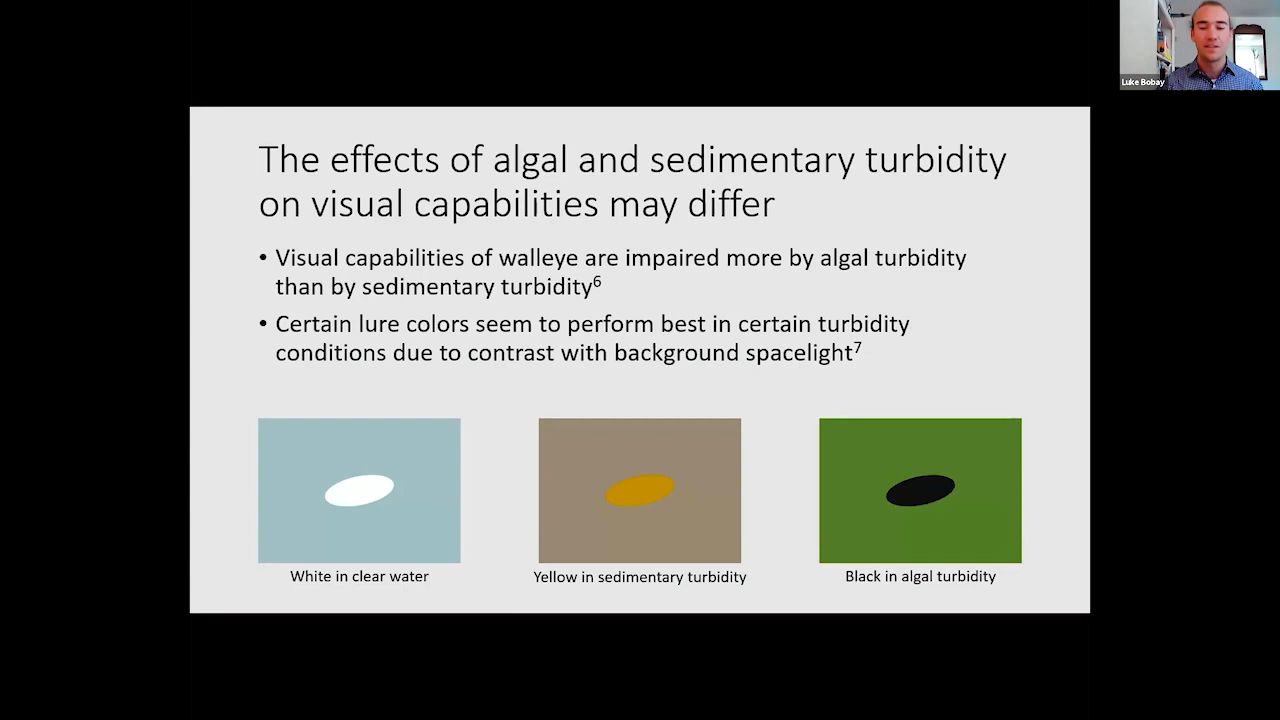 Luke Bobay
The effects of algal and sedimentary turbidity
on visual capabilities may differ
• Visual capabilities of walleye are impaired more by algal turbidity
than by sedimentary turbidity⁶
• Certain lure colors seem to perform best in certain turbidity
conditions due to contrast with background spacelight⁷
White in clear water
Yellow in sedimentary turbidity
Black in algal turbidity